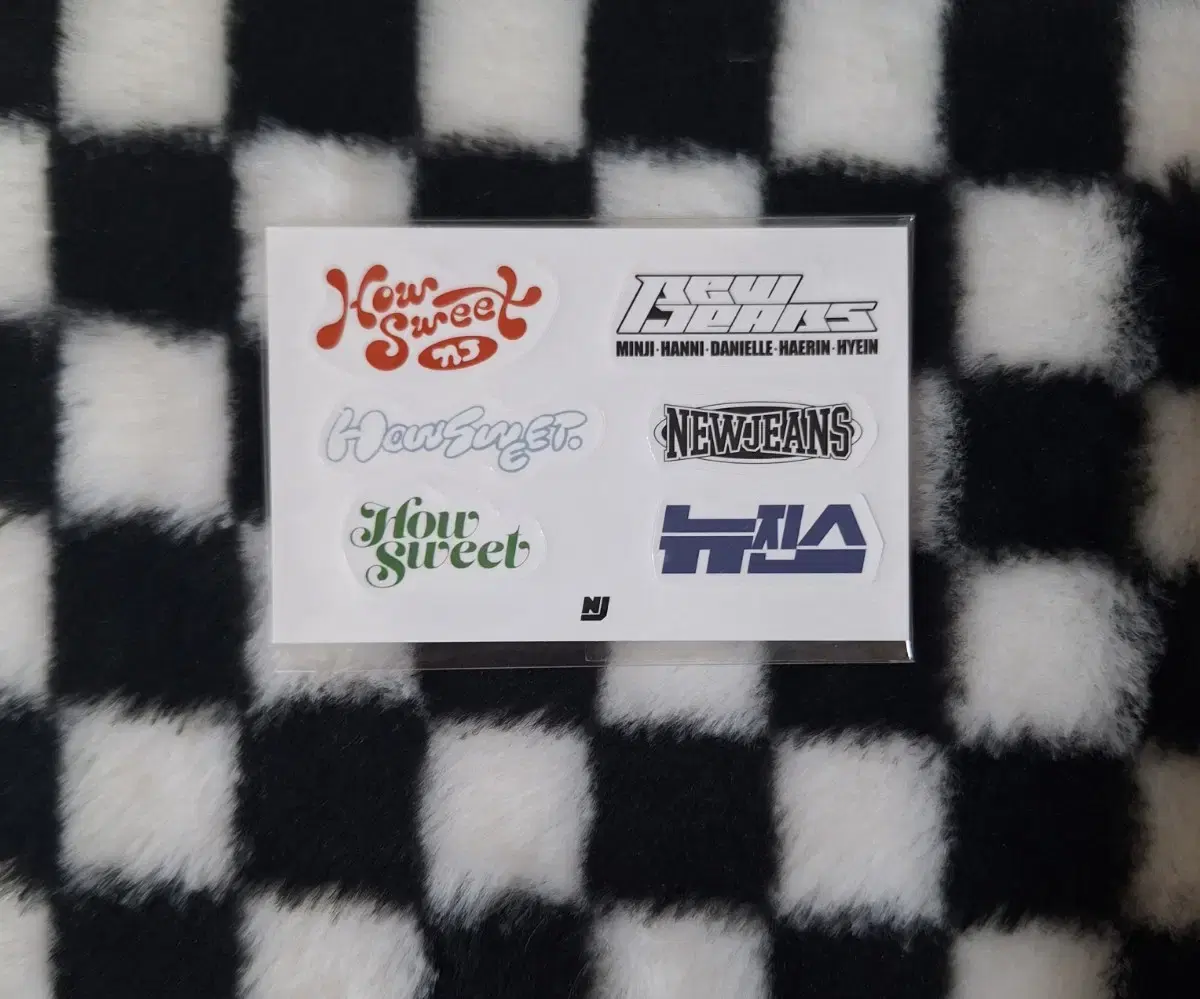 How
Sweet
NJ
NEW
JEANS
MINJI·HANNI·DANIELLE·HAERIN·HYEIN
HOWSWEET.
NEWJEANS
How
Sweet
뉴진스
NJ